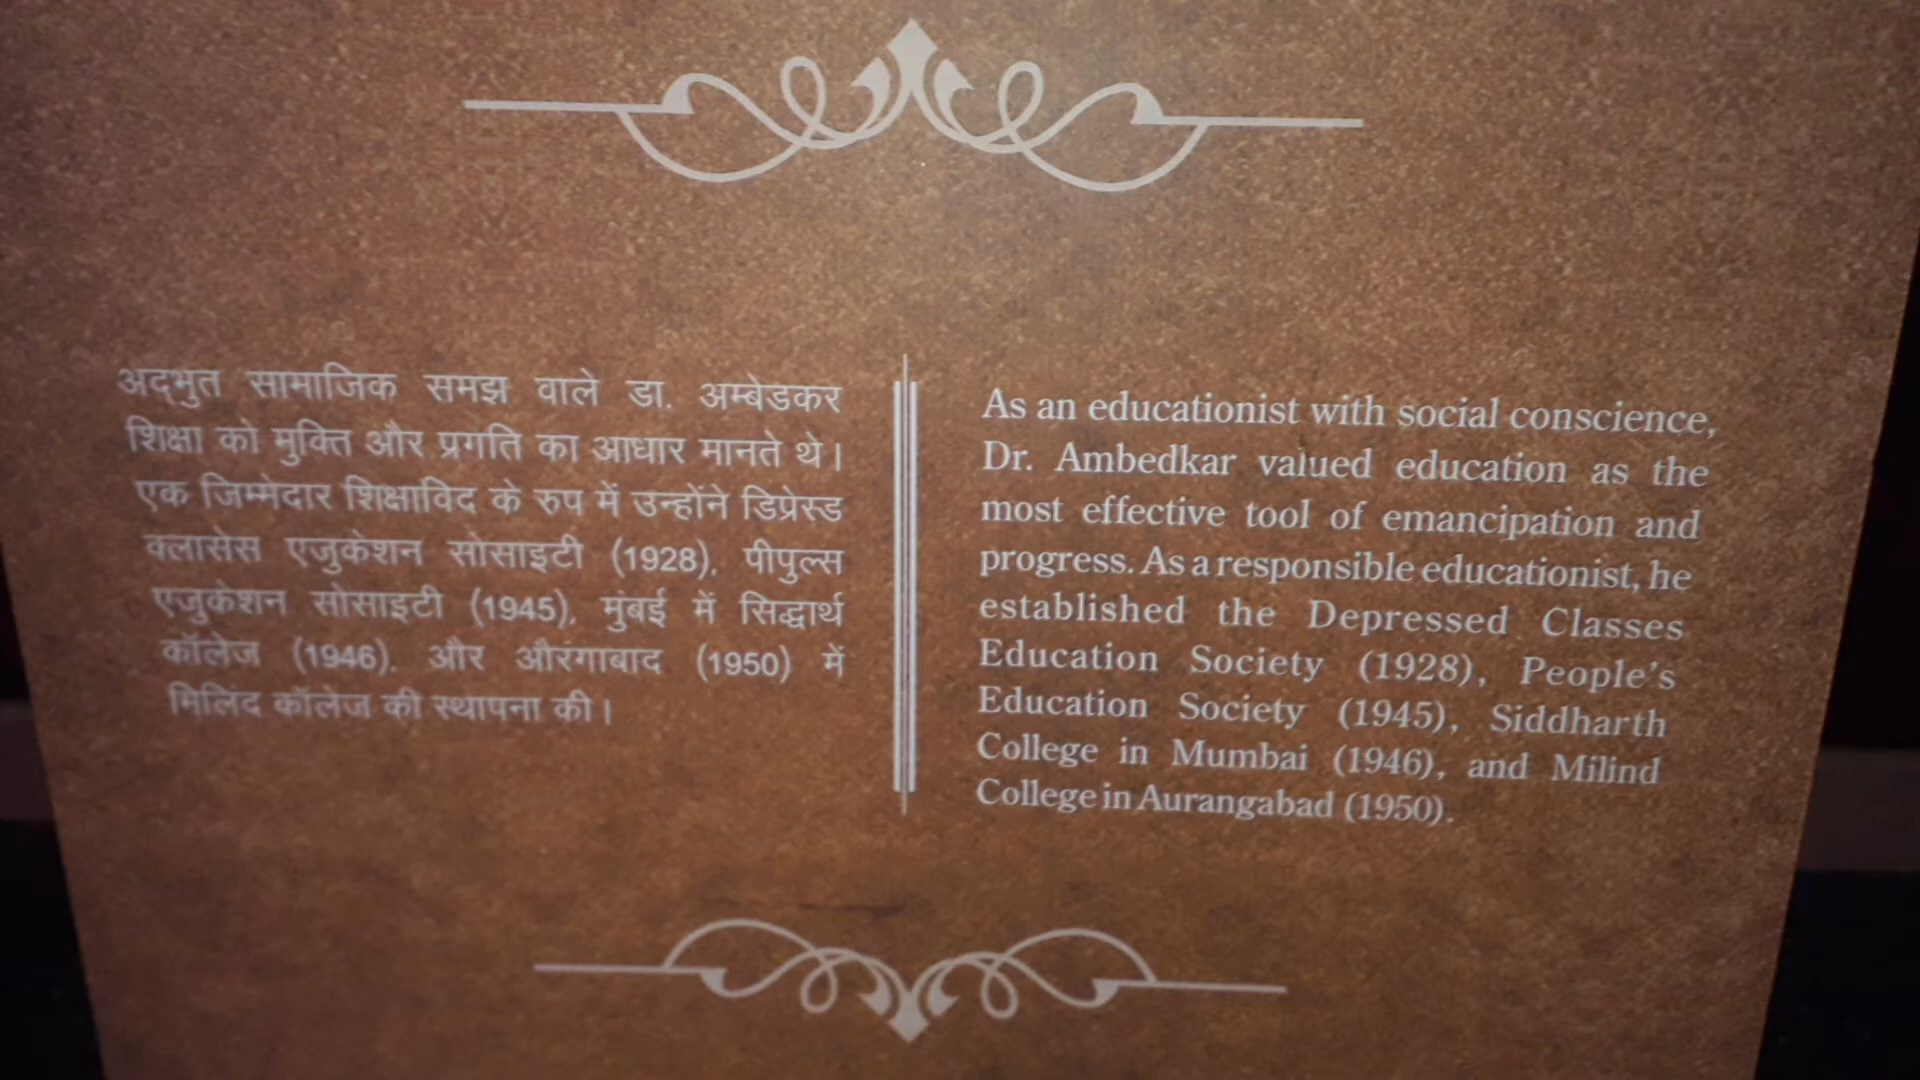 अद्भुत सामाजिक समझ वाले डा. अम्बेडकर
शिक्षा को मुक्ति और प्रगति का आधार मानते थे।
एक जिम्मेदार शिक्षाविद के रुप में उन्होंने डिप्रेस्ड
क्लासेस एजुकेशन सोसाइटी (1928), पीपुल्स
एजुकेशन सोसाइटी (1945), मुंबई में सिद्धार्थ
कॉलेज (1946), और औरंगाबाद (1950) में
मिलिंद कॉलेज की स्थापना की।
As an educationist with social conscience,
Dr. Ambedkar valued education as the
most effective tool of emancipation and
progress. As a responsible educationist, he
established the Depressed Classes
Education Society (1928), People's
Education Society (1945), Siddharth
College in Mumbai (1946), and Milind
College in Aurangabad (1950).